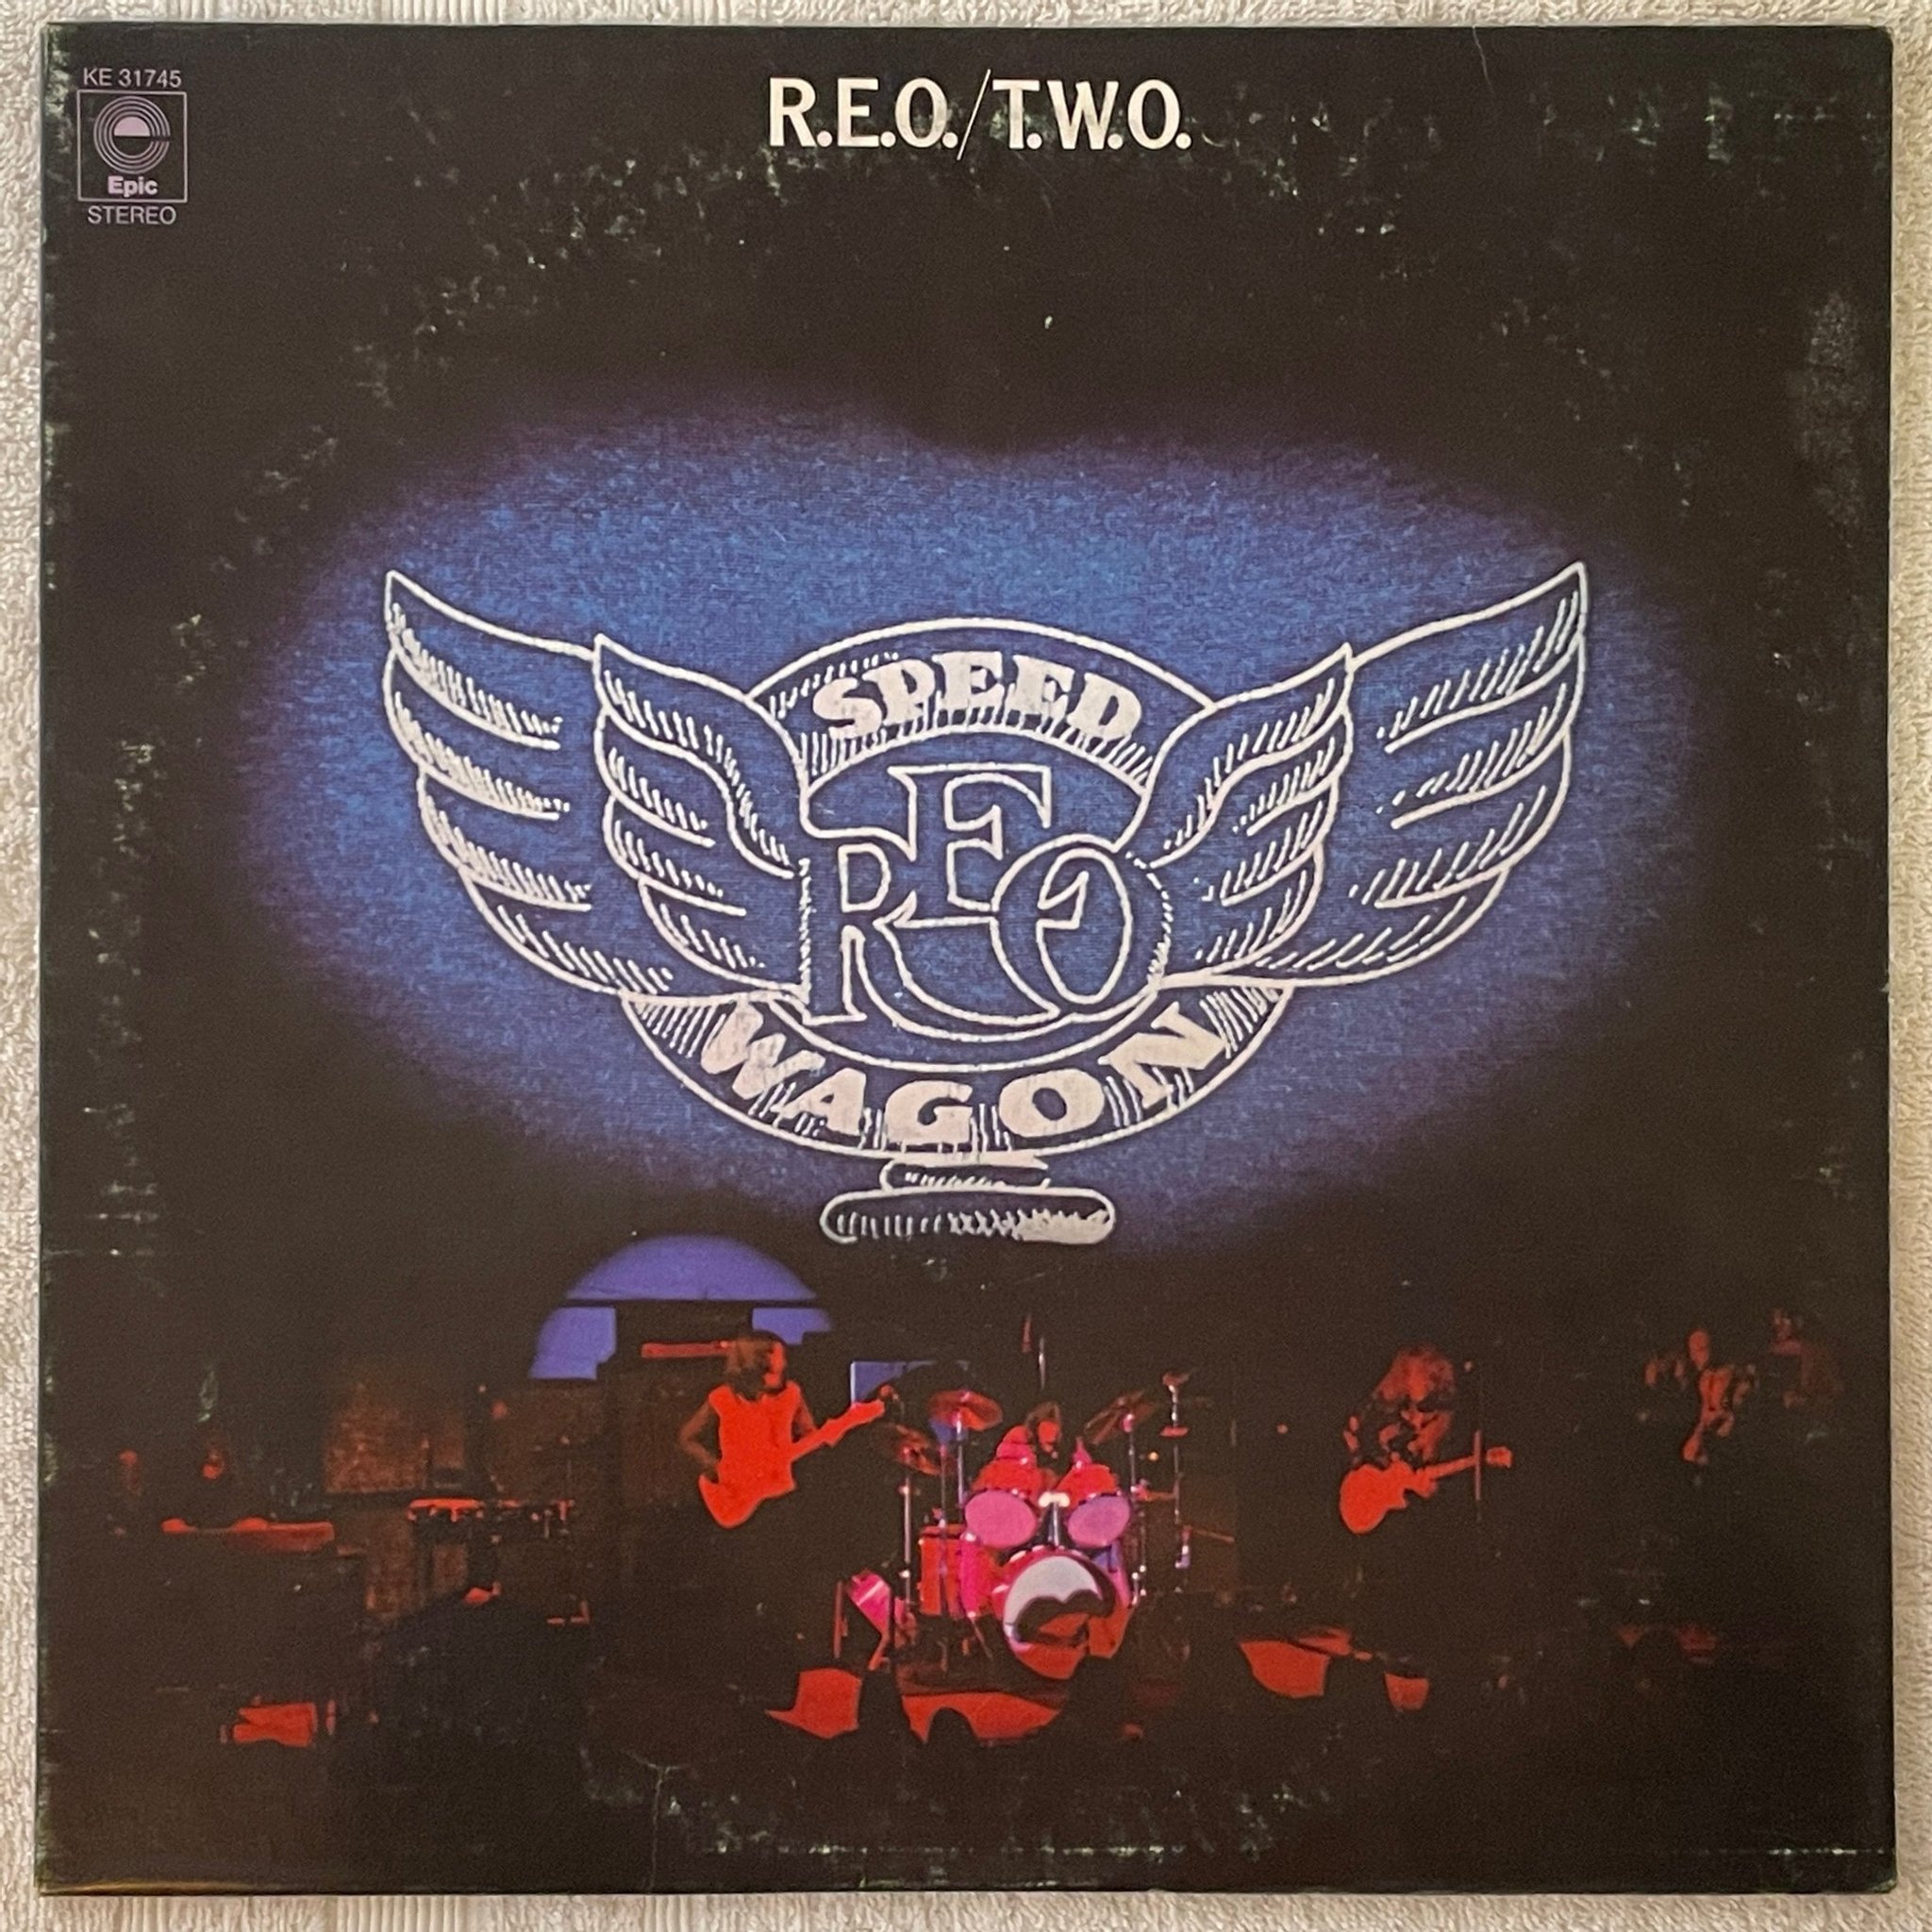 KE 31745
Epic
STEREO
R.E.O./T.W.O.
SPEED
REO
WAGON